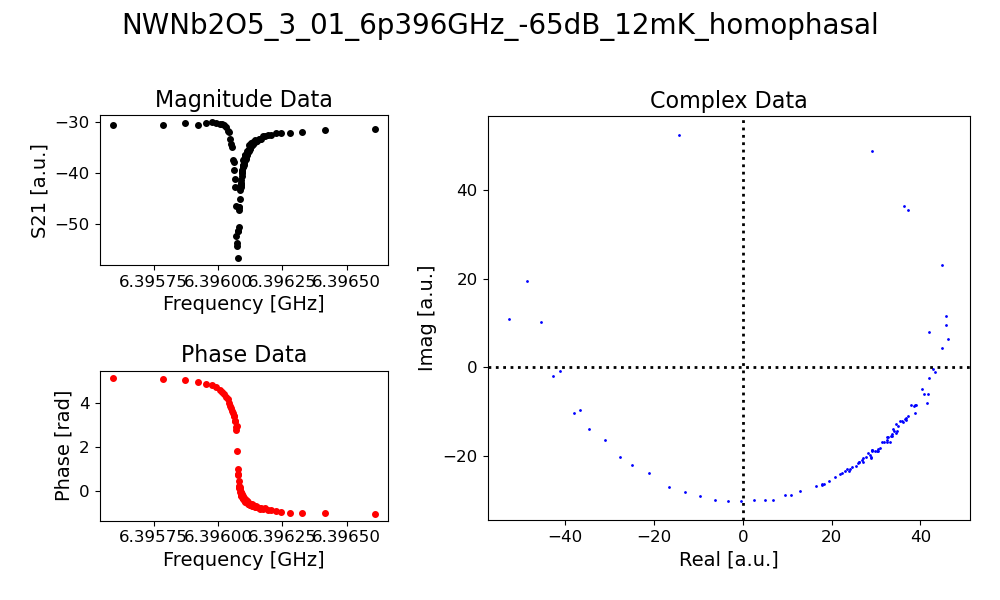 NWNb2O5_3_01_6p396GHz_-65dB_12mK_homophasal
Magnitude Data
S21 [a.u.]
−30
−40
−50
6.39575 6.39600 6.39625 6.39650
Frequency [GHz]
Phase Data
Phase [rad]
4
2
0
6.39575 6.39600 6.39625 6.39650
Frequency [GHz]
Complex Data
Imag [a.u.]
40
20
0
−20
−40 −20 0 20 40
Real [a.u.]